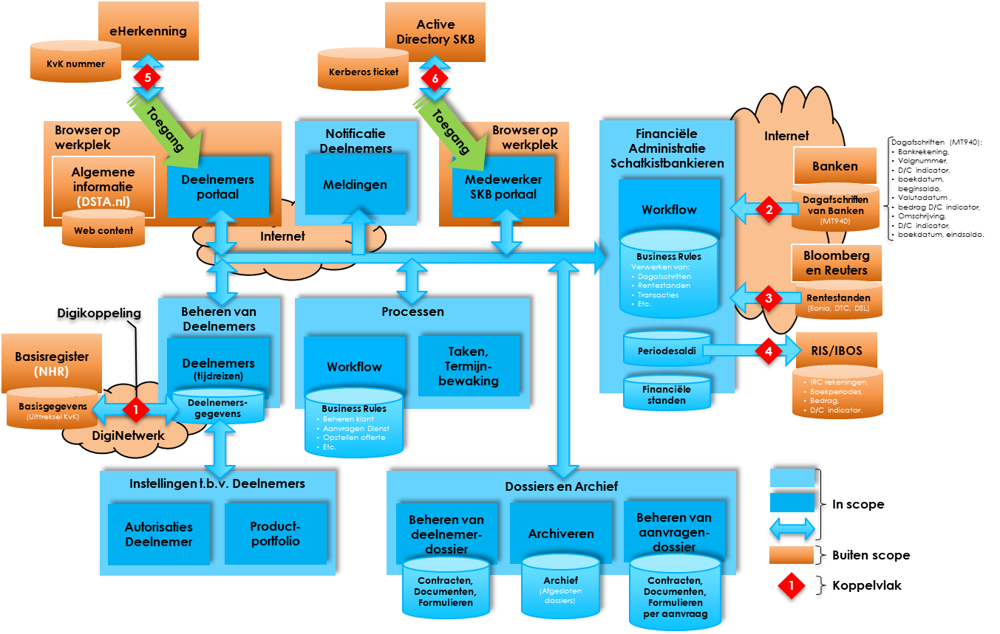 eHerkenning
KvK nummer
5
Toegang
Active
Directory SKB
Kerberos ticket
6
Toegang
Browser op
werkplek
Algemene
informatie
(DSTA.nl)
Web content
Deelnemers
portaal
Notificatie
Deelnemers
Meldingen
Browser op
werkplek
Medewerker
SKB portaal
Internet
Financiële
Administratie
Schatkistbankieren
Workflow
Business Rules
Verwerken van:
• Dagafschriften
• Rentestanden
• Transacties
• Etc.
Periodesaldi
Financiële
standen
Internet
Banken
2
Dagafschriften
van Banken
(MT940)
Dagafschriften (MT940):
• Bankrekening,
• Volgnummer,
• D/C indicator,
• boekdatum,
beginsaldo,
• Valutadatum ,
• bedrag D/C indicator,
• Omschrijving,
• D/C indicator,
• boekdatum, eindsaldo.
Bloomberg
en Reuters
3
Rentestanden
(Eonia, DTC, DSL)
4
RIS/IBOS
• IRC rekeningen,
• Boekperiodes,
• Bedrag,
• D/C indicator.
Digikoppeling
Basisregister
(NHR)
Basisgegevens
(Uittreksel KvK)
1
DigiNetwerk
Beheren van
Deelnemers
Deelnemers
(tijdreizen)
Deelnemers-
gegevens
Processen
Workflow
Business Rules
• Beheren klant
• Aanvragen Dienst
• Opstellen offerte
• Etc.
Taken,
Termijn-
bewaking
Instellingen t.b.v. Deelnemers
Autorisaties
Deelnemer
Product-
portfolio
Dossiers en Archief
Beheren van
deelnemer-
dossier
Contracten,
Documenten,
Formulieren
Archiveren
Archief
(Afgesloten
dossiers)
Beheren van
aanvragen-
dossier
Contracten,
Documenten,
Formulieren
per aanvraag
In scope
Buiten scope
1
Koppelvlak